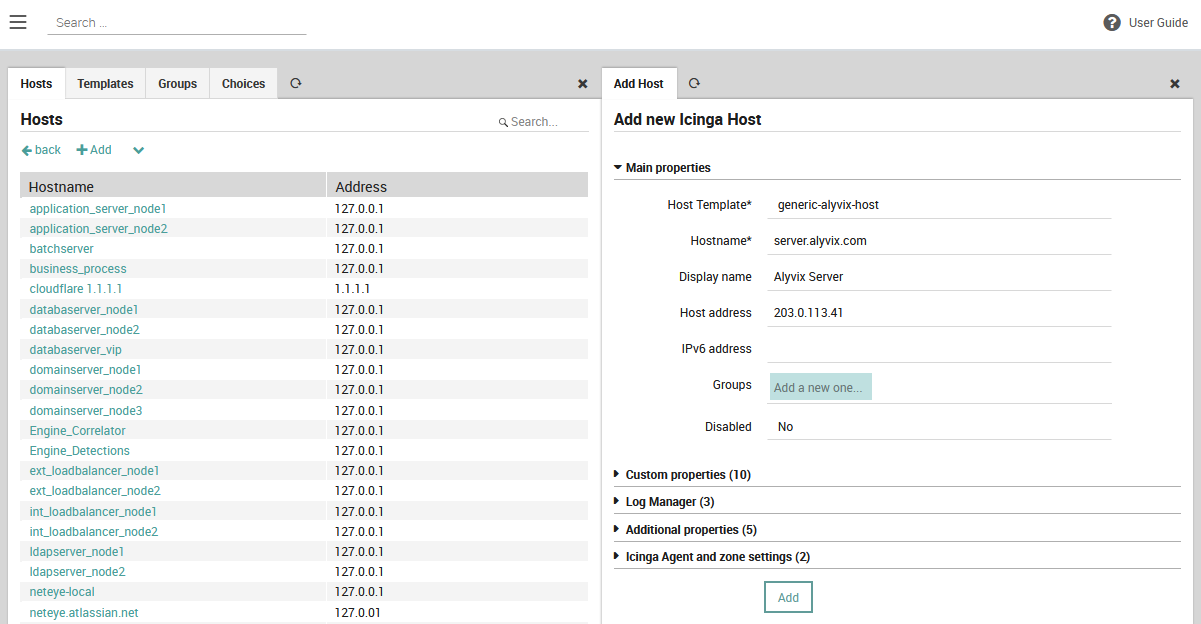 Search ...
User Guide
Hosts Templates Groups Choices
Hosts
Search...
back Add
Hostname Address
application_server_node1 127.0.0.1
application_server_node2 127.0.0.1
batchserver 127.0.0.1
business_process 127.0.0.1
cloudflare 1.1.1.1 1.1.1.1
databaserver_node1 127.0.0.1
databaserver_node2 127.0.0.1
databaserver_vip 127.0.0.1
domainserver_node1 127.0.0.1
domainserver_node2 127.0.0.1
domainserver_node3 127.0.0.1
Engine_Correlator 127.0.0.1
Engine_Detections 127.0.0.1
ext_loadbalancer_node1 127.0.0.1
ext_loadbalancer_node2 127.0.0.1
int_loadbalancer_node1 127.0.0.1
int_loadbalancer_node2 127.0.0.1
ldapserver_node1 127.0.0.1
ldapserver_node2 127.0.0.1
neteye-local 127.0.0.1
neteye.atlassian.net 127.0.01
Add Host
Add new Icinga Host
Main properties
Host Template* generic-alyvix-host
Hostname* server.alyvix.com
Display name Alyvix Server
Host address 203.0.113.41
IPv6 address
Groups Add a new one...
Disabled No
Custom properties (10)
Log Manager (3)
Additional properties (5)
Icinga Agent and zone settings (2)
Add